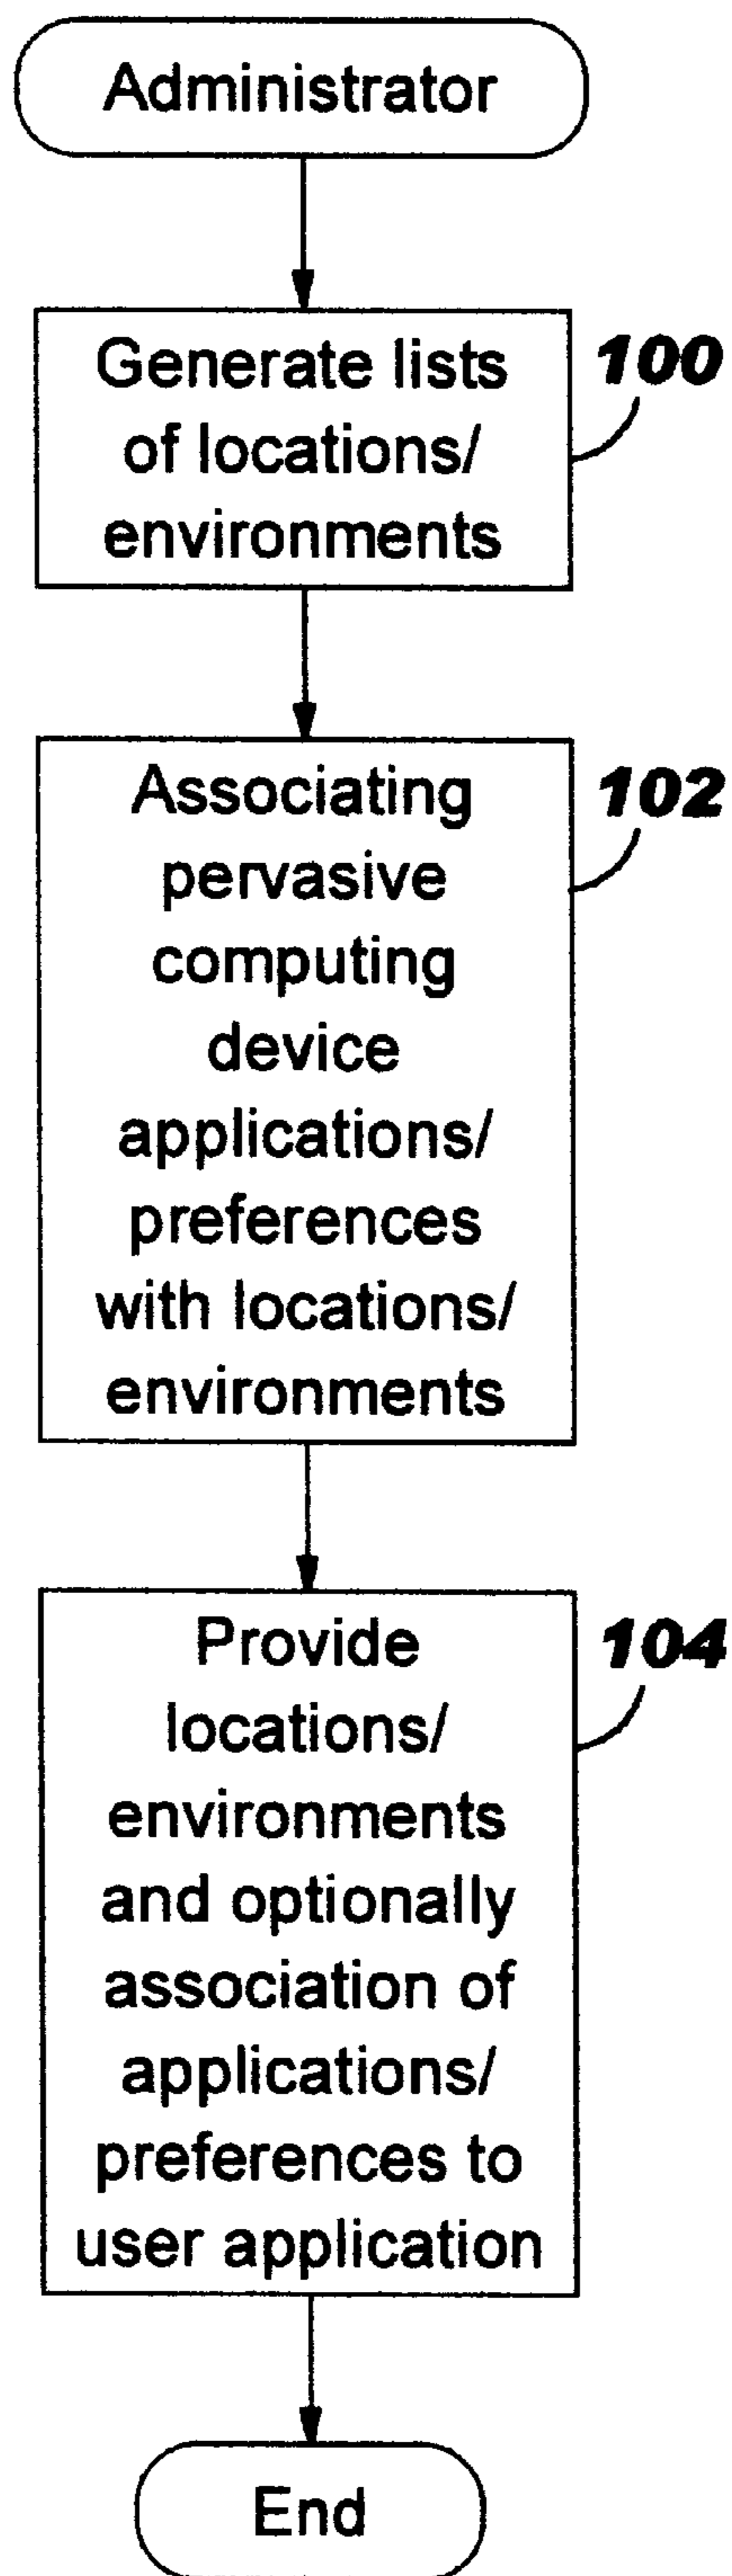 Administrator
Generate lists
of locations/
environments
100
Associating
pervasive
computing
device
applications/
preferences
with locations/
environments
102
Provide
locations/
environments
and optionally
association of
applications/
preferences to
user application
104
End